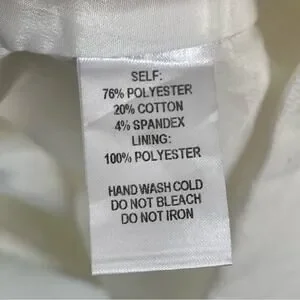 SELF:
76% POLYESTER
20% COTTON
4% SPANDEX
LINING:
100% POLYESTER
HAND WASH COLD
DO NOT BLEACH
DO NOT IRON